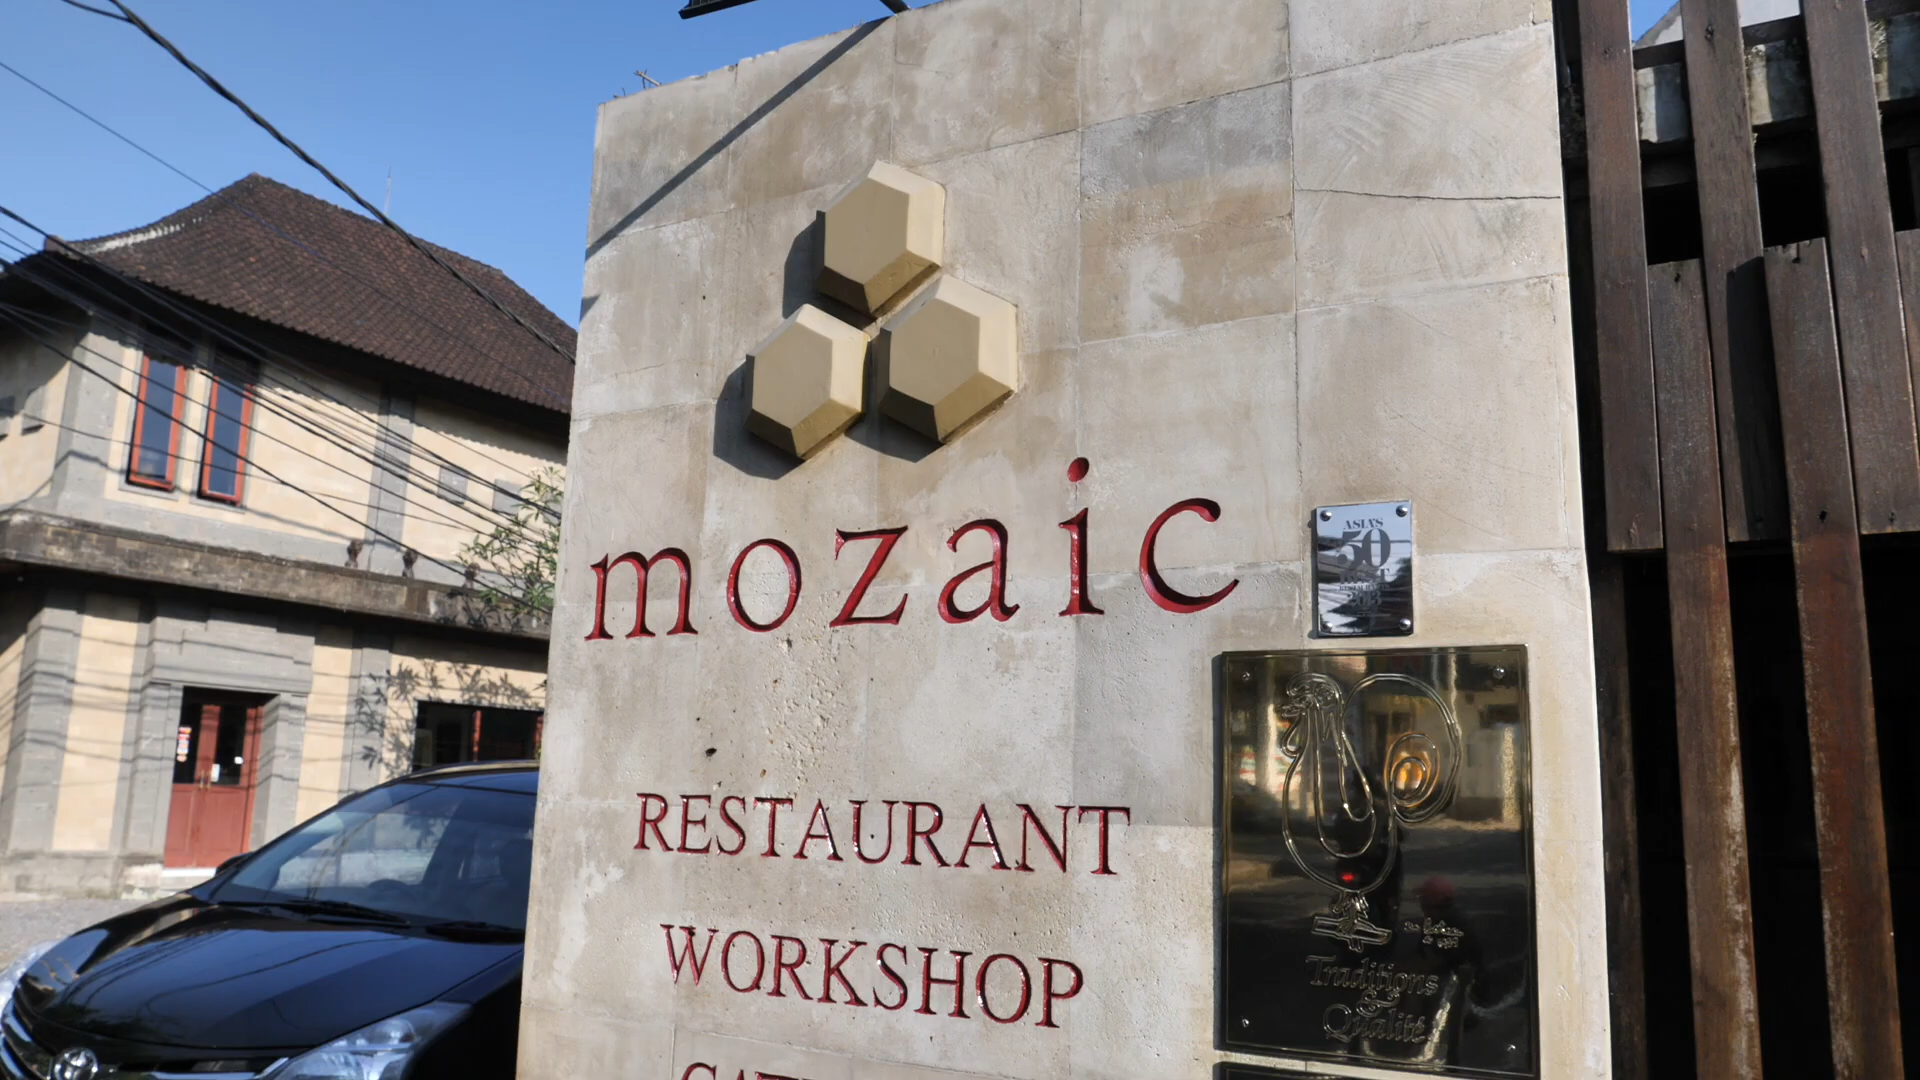 mozaic
RESTAURANT
WORKSHOP
ASIA'S
50
Traditions
&
Qualité